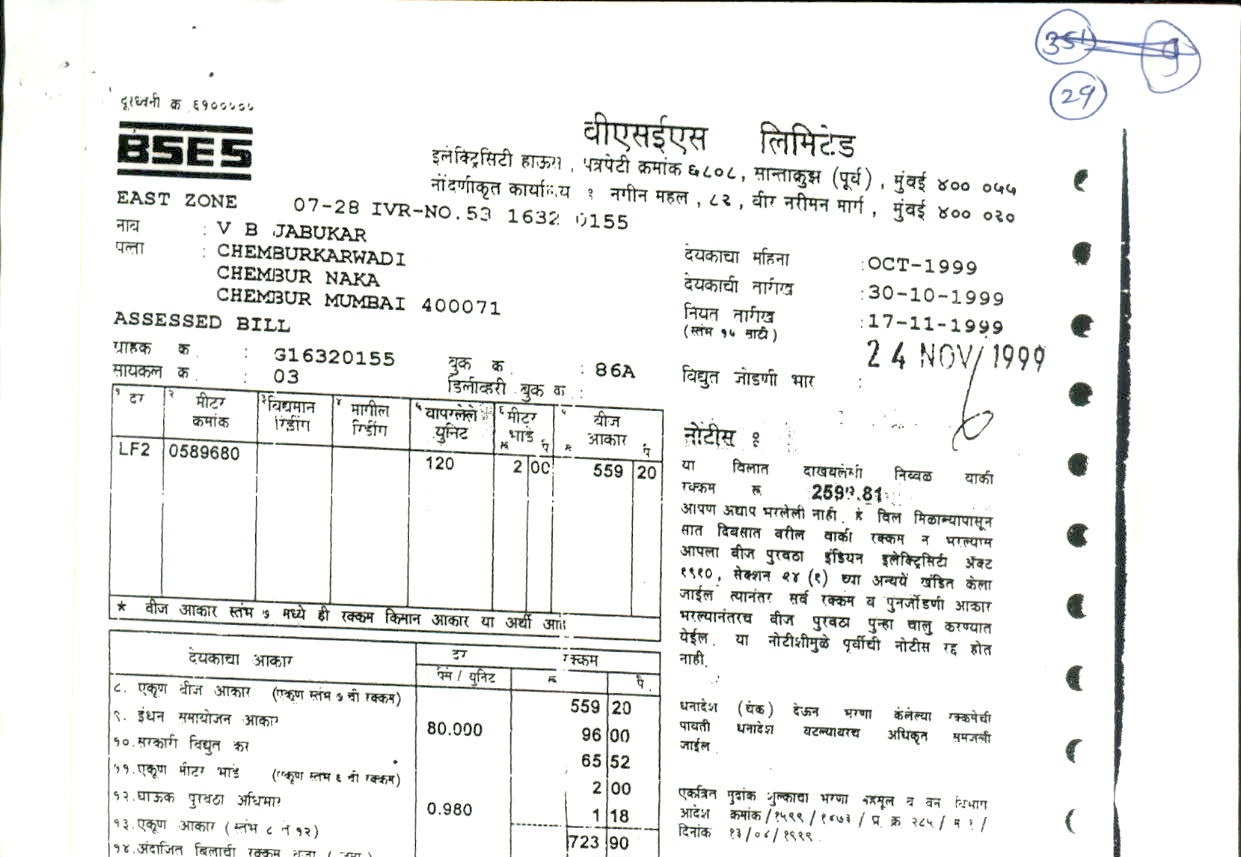 351 9
29
दूरध्वनी क ६१०००००
BSES
वीएसईएस लिमिटेड
इलेक्ट्रिसिटी हाऊस, पत्रपेटी क्रमांक ६८०८, सान्ताक्रुझ (पूर्व), मुंबई ४०० ०५५
नोंदणीकृत कार्यालय : नगीन महल, ८२, वीर नरीमन मार्ग, मुंबई ४०० ०२०
EAST ZONE 07-28 IVR-NO.53 1632 0155
नाव : V B JABUKAR
पत्ता : CHEMBURKARWADI
CHEMBUR NAKA
CHEMBUR MUMBAI 400071
ASSESSED BILL
देयकाचा महिना :OCT-1999
देयकाची तारीख :30-10-1999
नियत तारीख :17-11-1999
(स्तंभ १५ साठी)
24 NOV 1999
ग्राहक क. : G16320155 बुक क. : 86A
सायकल क. : 03 डिलीव्हरी बुक क. :
विद्युत जोडणी भार :
१ दर २ मीटर क्रमांक ३ विद्यमान रिडींग ४ मागील रिडींग ५ वापरलेले युनिट ६ मीटर भाडे रू. पै. ७ वीज आकार रू. पै.
LF2 0589680 120 2 00 559 20
* वीज आकार स्तंभ ७ मध्ये ही रक्कम किमान आकार या अर्थी आहे
नोटीस :
या बिलात दाखवलेली निव्वळ बाकी
रक्कम रू. .81
आपण अद्याप भरलेली नाही. हे बिल मिळाल्यापासून
सात दिवसात वरील बाकी रक्कम न भरल्यास
आपला वीज पुरवठा इंडियन इलेक्ट्रिसिटी ॲक्ट
१९१०, सेक्शन २४ (१) च्या अन्वयें खंडित केला
जाईल त्यानंतर सर्व रक्कम व पुनर्जोडणी आकार
भरल्यानंतरच वीज पुरवठा पुन्हा चालु करण्यात
येईल. या नोटीशीमुळे पूर्वीची नोटीस रद्द होत
नाही.
देयकाचा आकार दर पैसे / युनिट रक्कम रू. पै.
८. एकूण वीज आकार (एकूण स्तंभ ७ ची रक्कम) 559 20
९. इंधन समायोजन आकार 80.000 96 00
१०. सरकारी विद्युत कर 65 52
११. एकूण मीटर भाडे (एकूण स्तंभ ६ ची रक्कम) 2 00
१२. घाऊक पुरवठा अधिभार 0.980 1 18
१३. एकूण आकार (स्तंभ ८ ते १२) 723 90
१४. अंदाजित बिलाची रक्कम वजा (जमा)
धनादेश (चेक) देऊन भरणा केलेल्या रक्कमेची
पावती धनादेश वटल्यावरच अधिकृत समजली
जाईल.
एकत्रित मुद्रांक शुल्काचा भरणा महसूल व वन विभाग
आदेश क्रमांक / १५९९ / १४७३ / प्र. क्र. २८५ / म १ /
दिनांक १३/०८/१९९९.